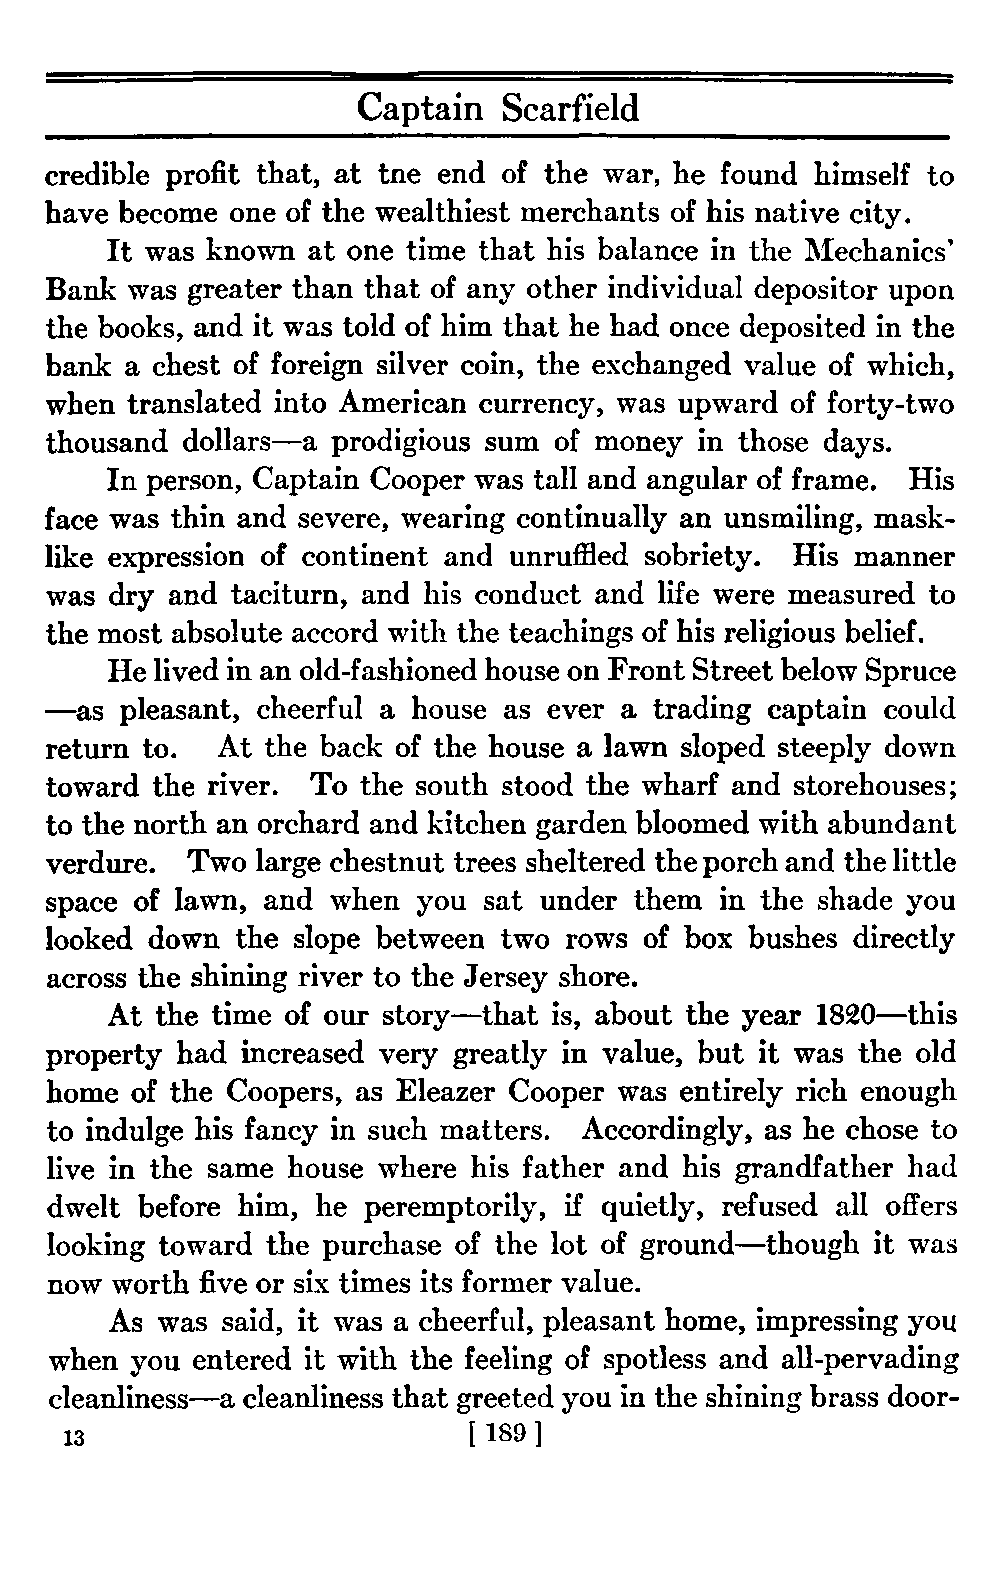 Captain Scarfield
credible profit that, at tne end of the war, he found himself to
have become one of the wealthiest merchants of his native city.
It was known at one time that his balance in the Mechanics'
Bank was greater than that of any other individual depositor upon
the books, and it was told of him that he had once deposited in the
bank a chest of foreign silver coin, the exchanged value of which,
when translated into American currency, was upward of forty-two
thousand dollars—a prodigious sum of money in those days.
In person, Captain Cooper was tall and angular of frame. His
face was thin and severe, wearing continually an unsmiling, mask-
like expression of continent and unruffled sobriety. His manner
was dry and taciturn, and his conduct and life were measured to
the most absolute accord with the teachings of his religious belief.
He lived in an old-fashioned house on Front Street below Spruce
—as pleasant, cheerful a house as ever a trading captain could
return to. At the back of the house a lawn sloped steeply down
toward the river. To the south stood the wharf and storehouses;
to the north an orchard and kitchen garden bloomed with abundant
verdure. Two large chestnut trees sheltered the porch and the little
space of lawn, and when you sat under them in the shade you
looked down the slope between two rows of box bushes directly
across the shining river to the Jersey shore.
At the time of our story—that is, about the year 1820—this
property had increased very greatly in value, but it was the old
home of the Coopers, as Eleazer Cooper was entirely rich enough
to indulge his fancy in such matters. Accordingly, as he chose to
live in the same house where his father and his grandfather had
dwelt before him, he peremptorily, if quietly, refused all offers
looking toward the purchase of the lot of ground—though it was
now worth five or six times its former value.
As was said, it was a cheerful, pleasant home, impressing you
when you entered it with the feeling of spotless and all-pervading
cleanliness—a cleanliness that greeted you in the shining brass door-
13 [ 189 ]